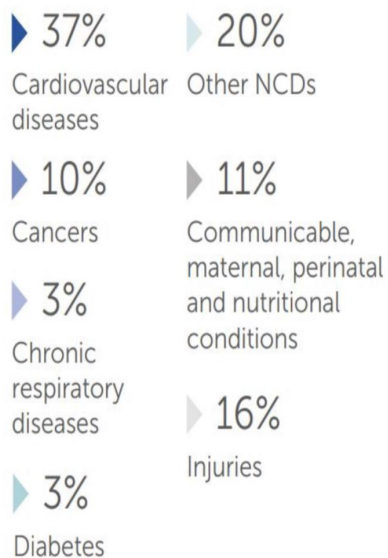 37%
Cardiovascular
diseases
10%
Cancers
3%
Chronic
respiratory
diseases
3%
Diabetes
20%
Other NCDs
11%
Communicable,
maternal, perinatal
and nutritional
conditions
16%
Injuries